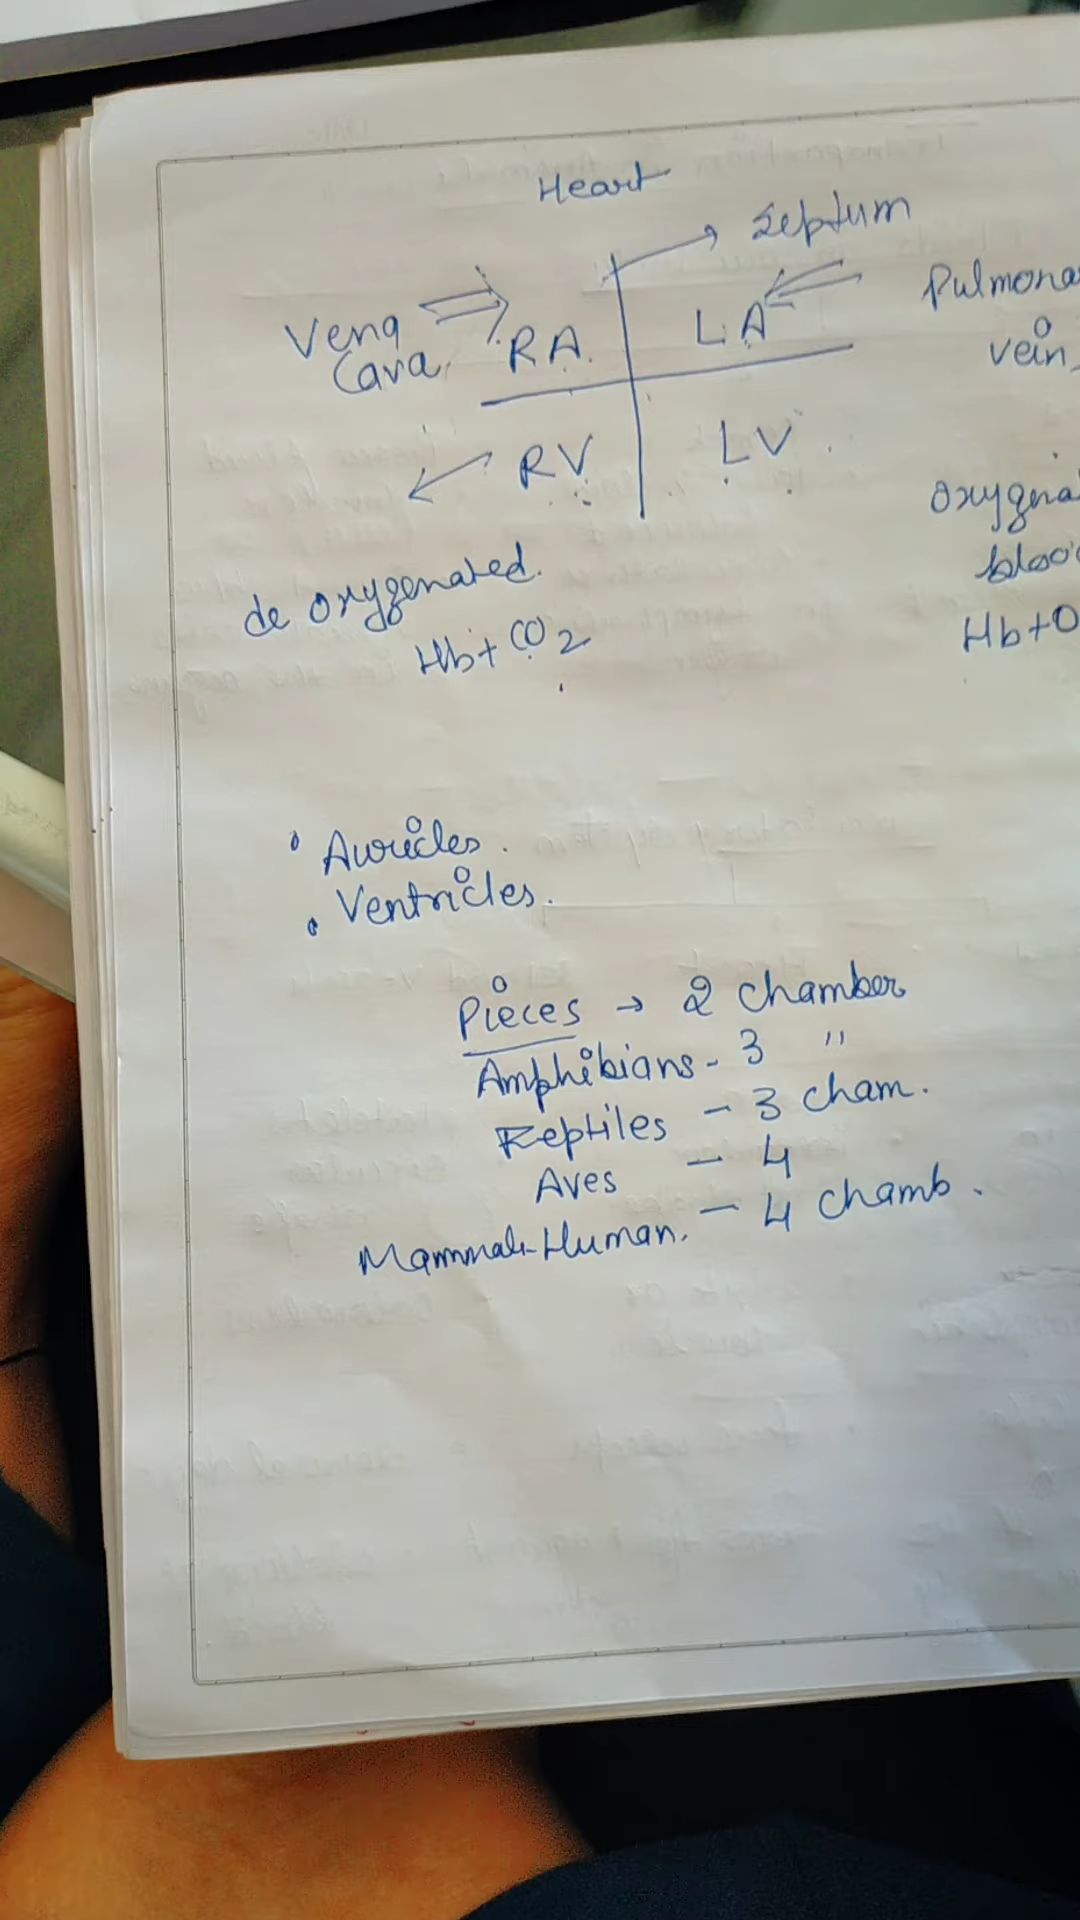 Heart
Septum
Vena
Cava
RA
LA
Pulmona
vein
RV
LV
de oxygenated.
Hb+CO2
oxygena
bloo
Hb+O
• Auricles.
• Ventricles.
Pieces → 2 chamber
Amphibians - 3 "
Reptiles - 3 cham.
Aves - 4
Mammals-Human. - 4 chamb.